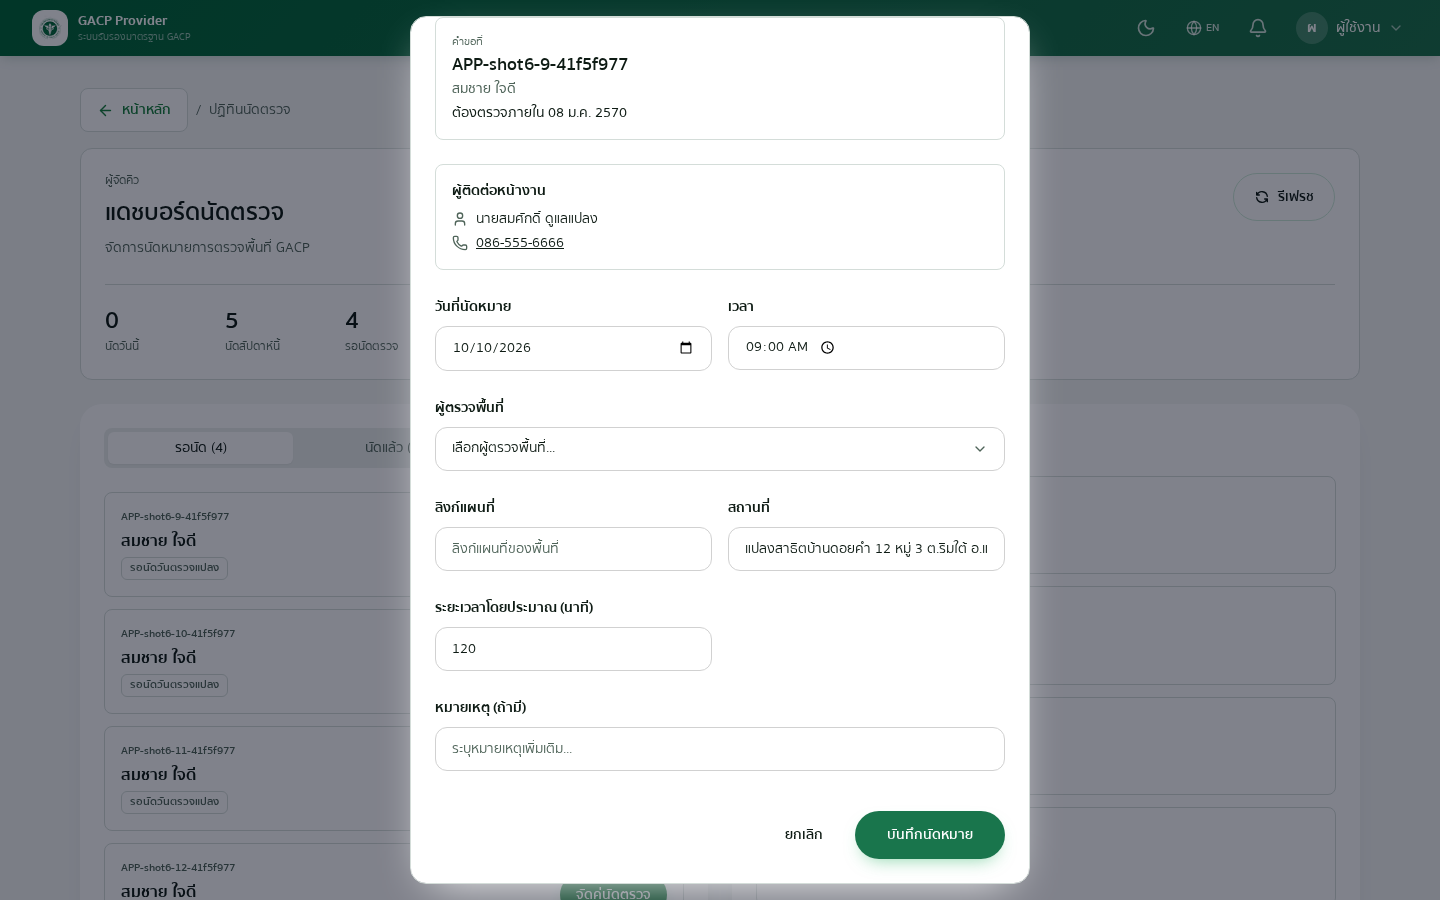 GACP Provider
ระบบรับรองมาตรฐาน GACP
EN
ผ
ผู้ใช้งาน
หน้าหลัก
/ ปฏิทินนัดตรวจ
ผู้จัดคิว
แดชบอร์ดนัดตรวจ
จัดการนัดหมายการตรวจพื้นที่ GACP
รีเฟรช
0
นัดวันนี้
5
นัดสัปดาห์นี้
4
รอนัดตรวจ
รอนัด (4)
นัดแล้ว (
APP-shot6-9-41f5f977
สมชาย ใจดี
รอนัดวันตรวจแปลง
APP-shot6-10-41f5f977
สมชาย ใจดี
รอนัดวันตรวจแปลง
APP-shot6-11-41f5f977
สมชาย ใจดี
รอนัดวันตรวจแปลง
APP-shot6-12-41f5f977
สมชาย ใจดี
จัดคู่นัดตรวจ
คำขอที่
APP-shot6-9-41f5f977
สมชาย ใจดี
ต้องตรวจภายใน 08 ม.ค. 2570
ผู้ติดต่อหน้างาน
นายสมศักดิ์ ดูแลแปลง
086-555-6666
วันที่นัดหมาย
10/10/2026
เวลา
09:00 AM
ผู้ตรวจพื้นที่
เลือกผู้ตรวจพื้นที่...
ลิงก์แผนที่
ลิงก์แผนที่ของพื้นที่
สถานที่
แปลงสาธิตบ้านดอยคำ 12 หมู่ 3 ต.ริมใต้ อ.แ
ระยะเวลาโดยประมาณ (นาที)
120
หมายเหตุ (ถ้ามี)
ระบุหมายเหตุเพิ่มเติม...
ยกเลิก
บันทึกนัดหมาย